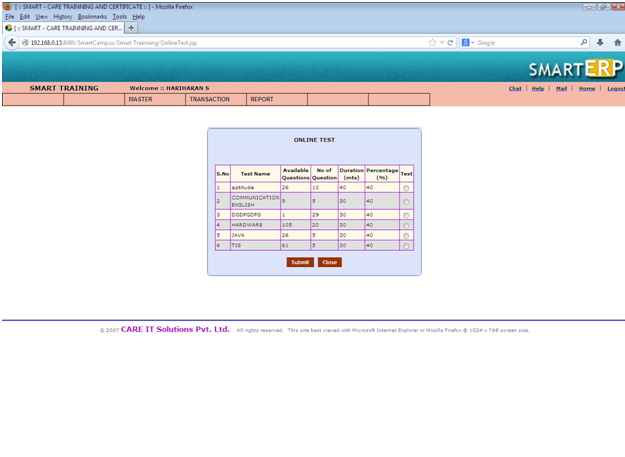 [ :: SMART - CARE TRAINNING AND CERTIFICATE :: ] - Mozilla Firefox
File Edit View History Bookmarks Tools Help
[ :: SMART - CARE TRAINNING AND CER...
192.168.0.13:8080/SmartCampus/Smart Trainning/OnlineTest.jsp
Google
SMARTERP
SMART TRAINING Welcome :: HARIHARAN S Chat | Help | Mail | Home | Logout
MASTER TRANSACTION REPORT
ONLINE TEST
S.No Test Name Available Questions No of Question Duration (mts) Percentage (%) Test
1 aptitude 26 10 40 40
2 COMMUNICATION ENGLISH 5 5 30 40
3 DGDFGDFG 1 29 30 40
4 HARDWARE 105 20 30 40
5 JAVA 26 5 30 40
6 TIS 61 5 30 40
Submit Close
© 2007 CARE IT Solutions Pvt. Ltd. All rights reserved. This site best viewed with Microsoft Internet Explorer or Mozilla Firefox @ 1024 x 768 screen size.